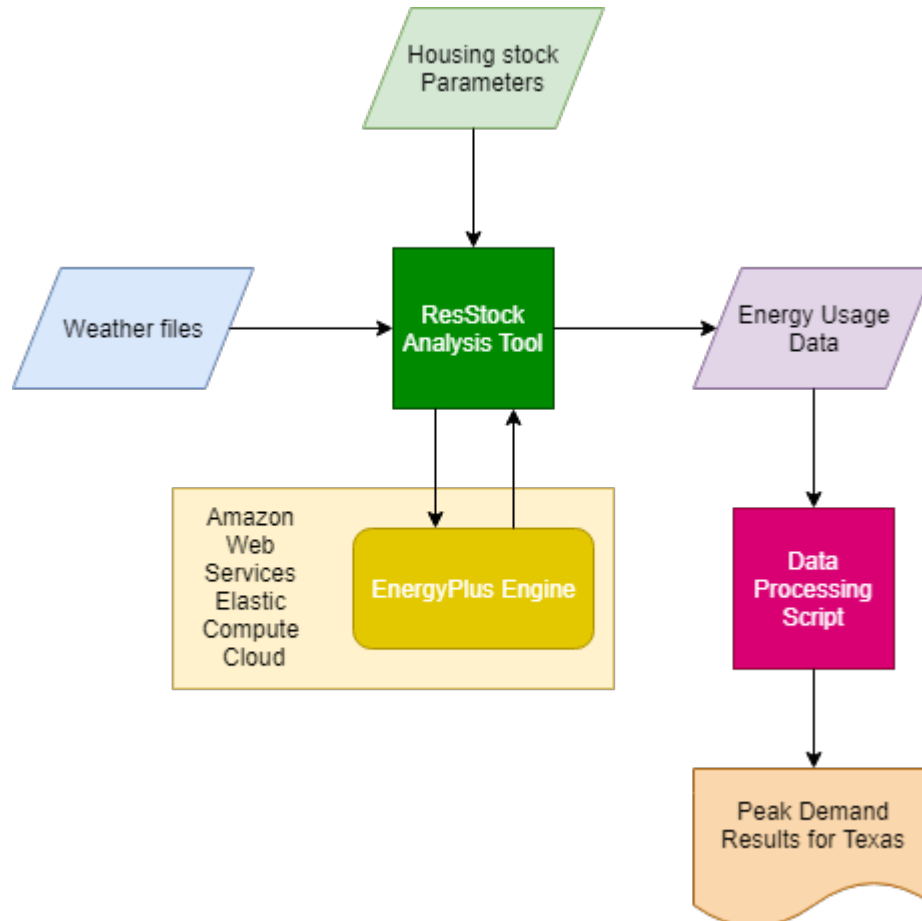 Housing stock
Parameters
Weather files
ResStock
Analysis Tool
Energy Usage
Data
Amazon
Web
Services
Elastic
Compute
Cloud
EnergyPlus Engine
Data
Processing
Script
Peak Demand
Results for Texas